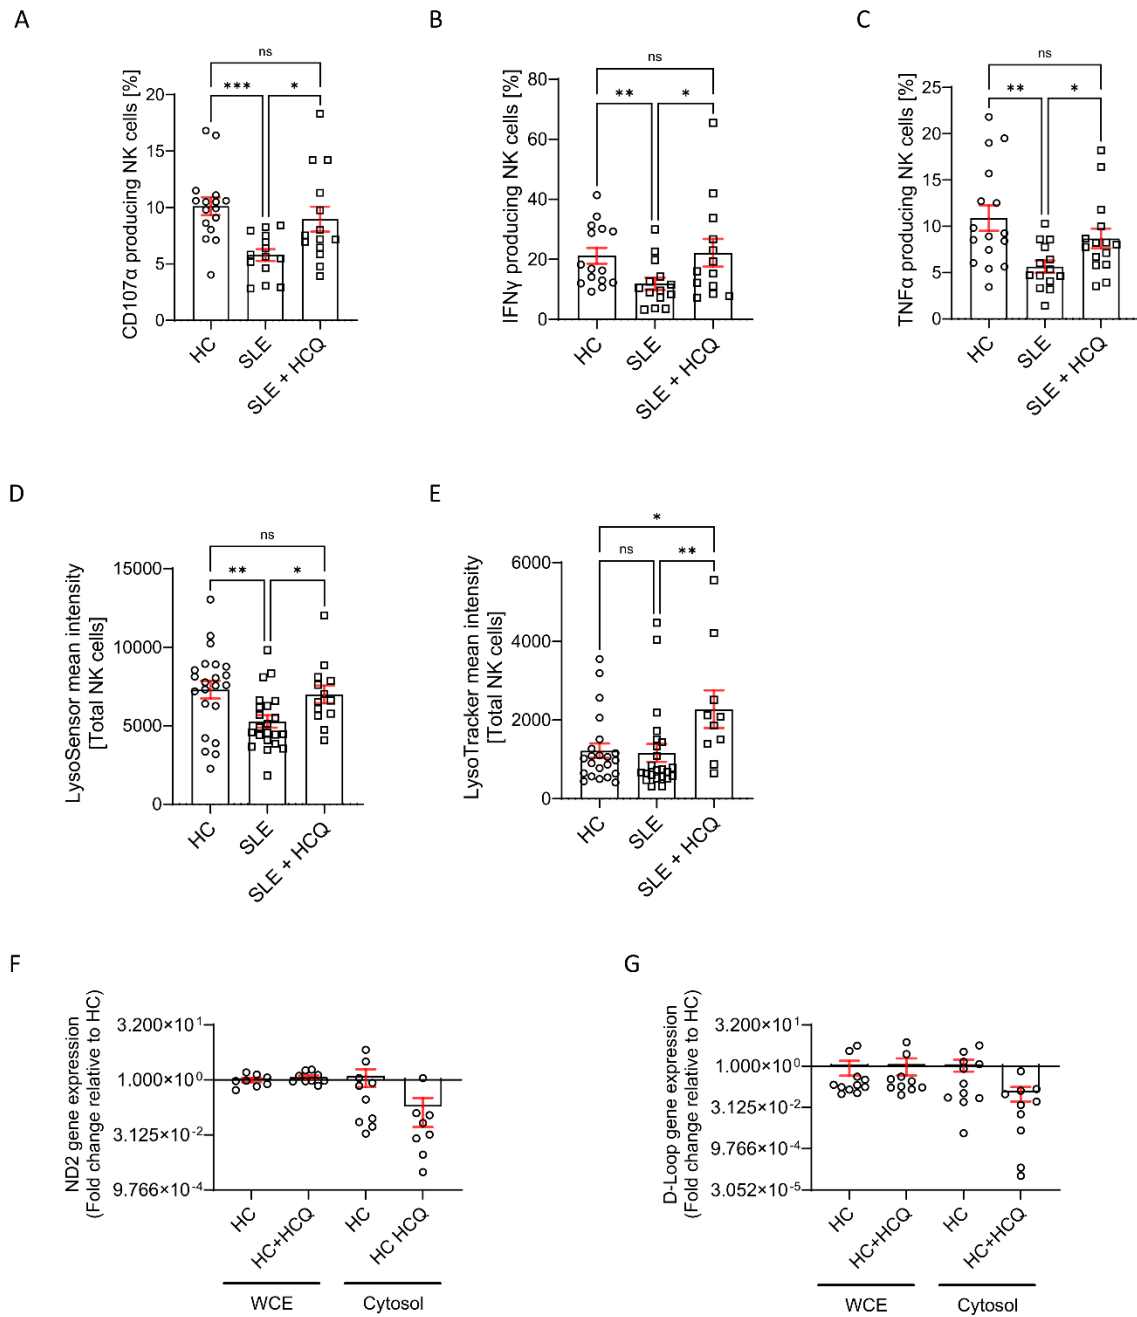 A
CD107α producing NK cells [%]
20
15
10
5
0
ns
***
*
HC
SLE
SLE + HCQ
B
IFNγ producing NK cells [%]
80
60
40
20
0
ns
**
*
HC
SLE
SLE + HCQ
C
TNFα producing NK cells [%]
25
20
15
10
5
0
ns
**
*
HC
SLE
SLE + HCQ
D
LysoSensor mean intensity
[Total NK cells]
15000
10000
5000
0
ns
**
*
HC
SLE
SLE + HCQ
E
LysoTracker mean intensity
[Total NK cells]
6000
4000
2000
0
*
ns
**
HC
SLE
SLE + HCQ
F
ND2 gene expression
(Fold change relative to HC)
3.200×10¹
1.000×10⁰
3.125×10⁻²
9.766×10⁻⁴
HC
HC+HCQ
HC
HC HCQ
WCE
Cytosol
G
D-Loop gene expression
(Fold change relative to HC)
3.200×10¹
1.000×10⁰
3.125×10⁻²
9.766×10⁻⁴
3.052×10⁻⁵
HC
HC+HCQ
HC
HC+HCQ
WCE
Cytosol